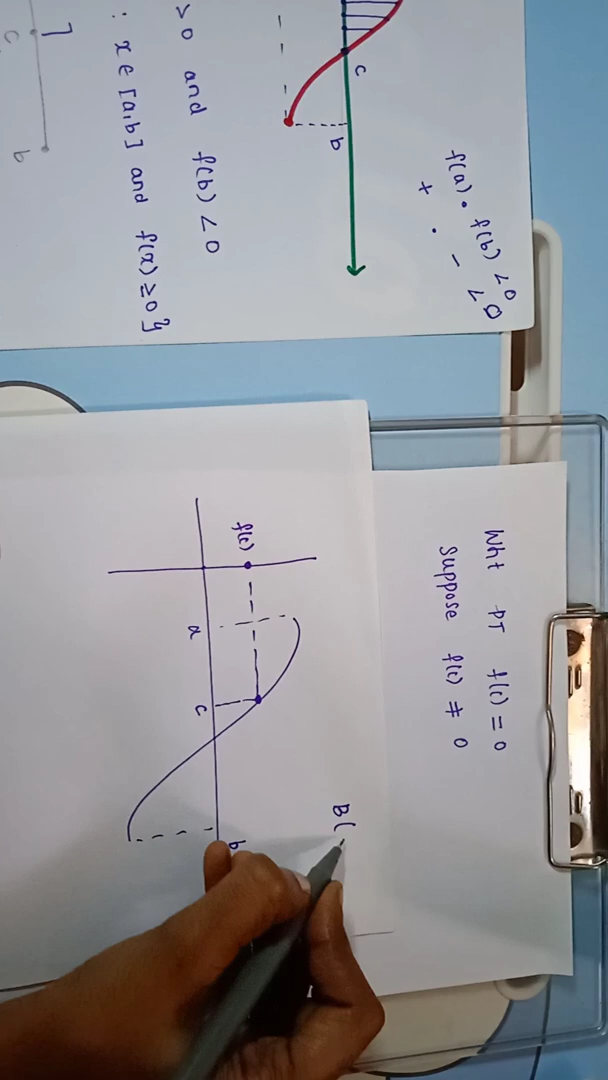 f(a) • f(b) < 0
+ . - < 0
c
b
> 0 and f(b) < 0
: x ∈ [a,b] and f(x) ≥ 0}
]
c
b
Wht PT f(c) = 0
Suppose f(c) ≠ 0
B(
f(c)
a
c
b